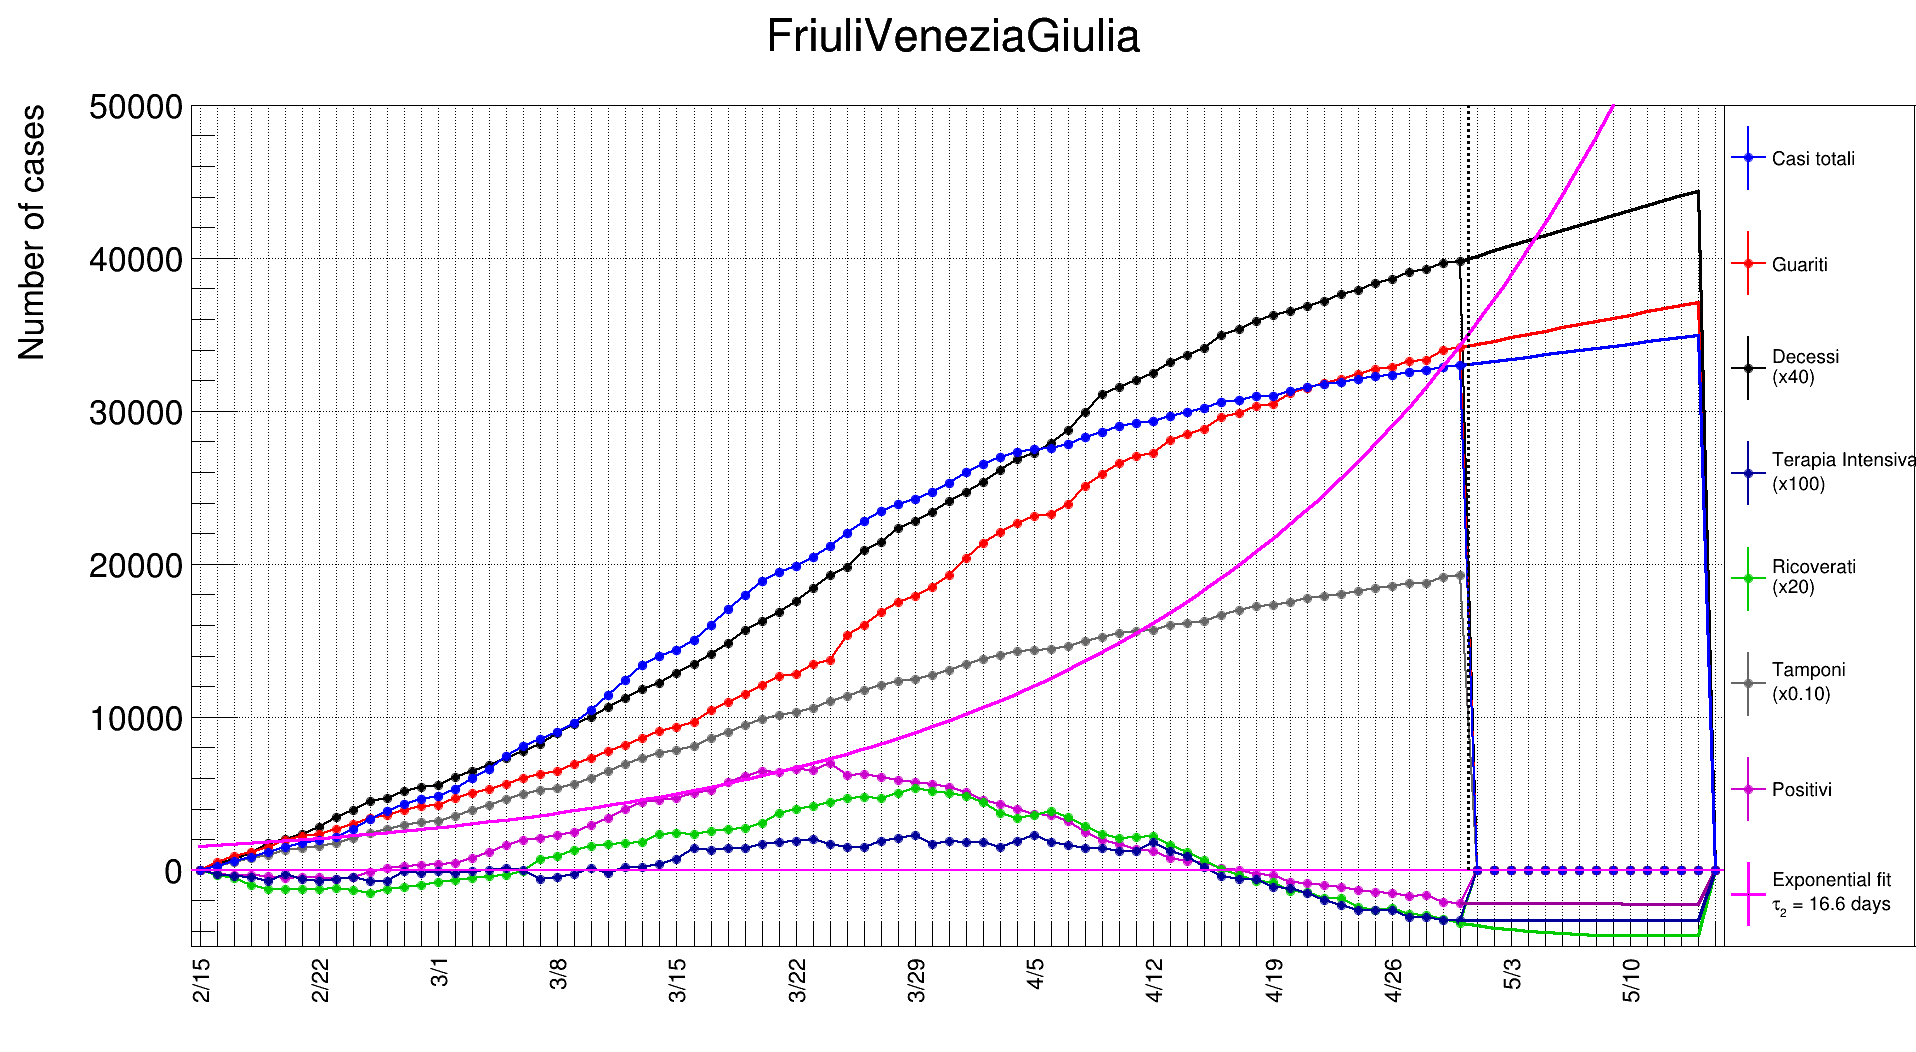 FriuliVeneziaGiulia
Number of cases
50000
40000
30000
20000
10000
0
2/15
2/22
3/1
3/8
3/15
3/22
3/29
4/5
4/12
4/19
4/26
5/3
5/10
Casi totali
Guariti
Decessi
(x40)
Terapia Intensiva
(x100)
Ricoverati
(x20)
Tamponi
(x0.10)
Positivi
Exponential fit
τ2 = 16.6 days